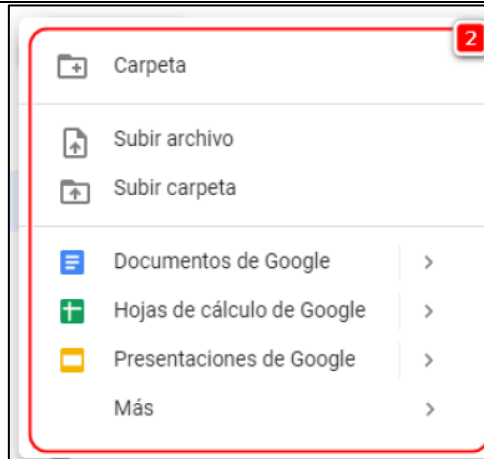 2
Carpeta
Subir archivo
Subir carpeta
Documentos de Google
Hojas de cálculo de Google
Presentaciones de Google
Más